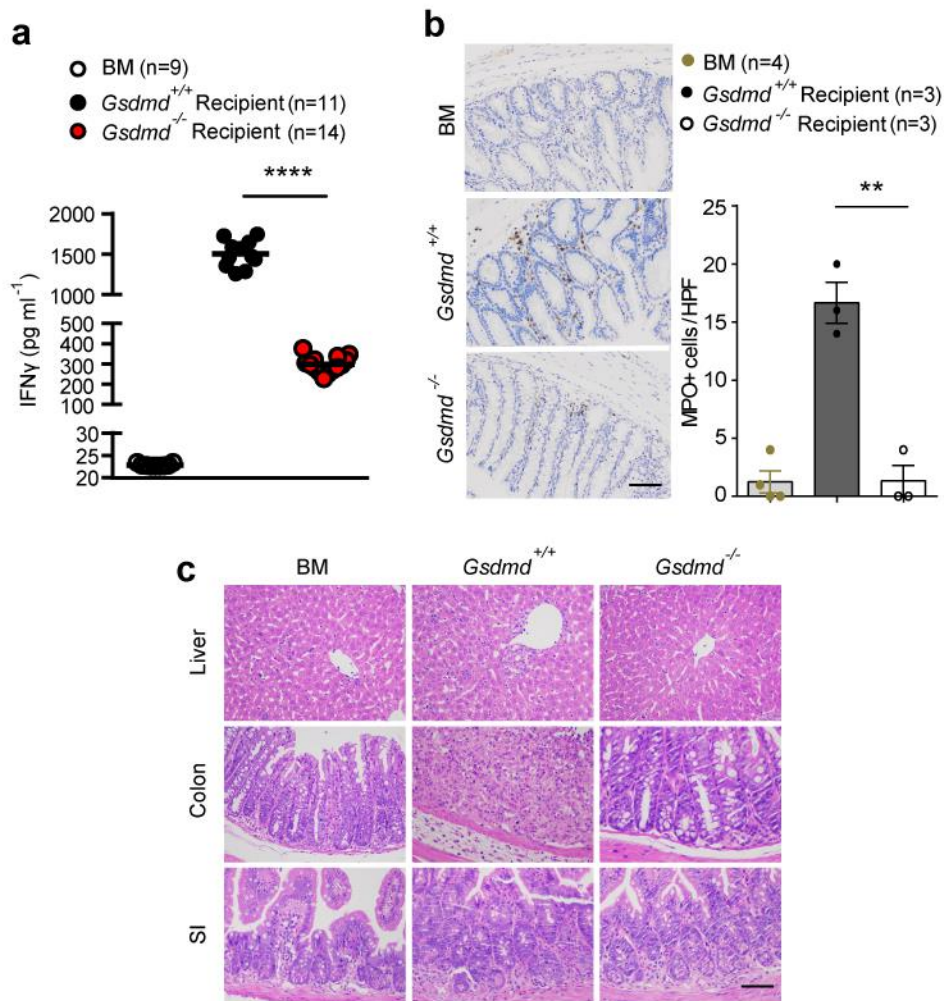 a
BM (n=9)
Gsdmd+/+ Recipient (n=11)
Gsdmd-/- Recipient (n=14)
****
IFNγ (pg ml-1)
2000
1500
1000
500
400
300
200
100
25
20
b
BM
Gsdmd+/+
Gsdmd-/-
BM (n=4)
Gsdmd+/+ Recipient (n=3)
Gsdmd-/- Recipient (n=3)
**
MPO+ cells/HPF
25
20
15
10
5
0
c
BM
Gsdmd+/+
Gsdmd-/-
Liver
Colon
SI